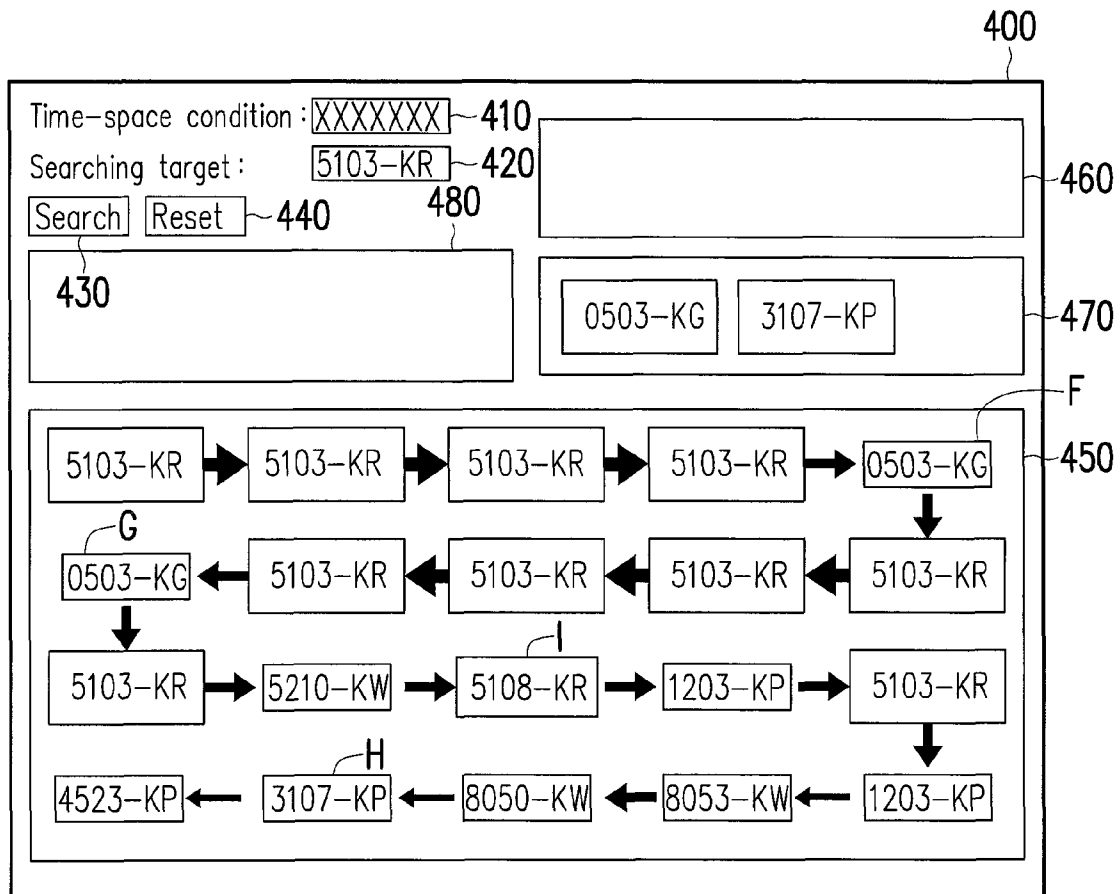 400
Time-space condition: XXXXXXX 410
Searching target: 5103-KR 420
460
Search Reset 440
480
430
0503-KG 3107-KP 470
F
5103-KR 5103-KR 5103-KR 5103-KR 0503-KG 450
G
0503-KG 5103-KR 5103-KR 5103-KR 5103-KR
I
5103-KR 5210-KW 5108-KR 1203-KP 5103-KR
H
4523-KP 3107-KP 8050-KW 8053-KW 1203-KP